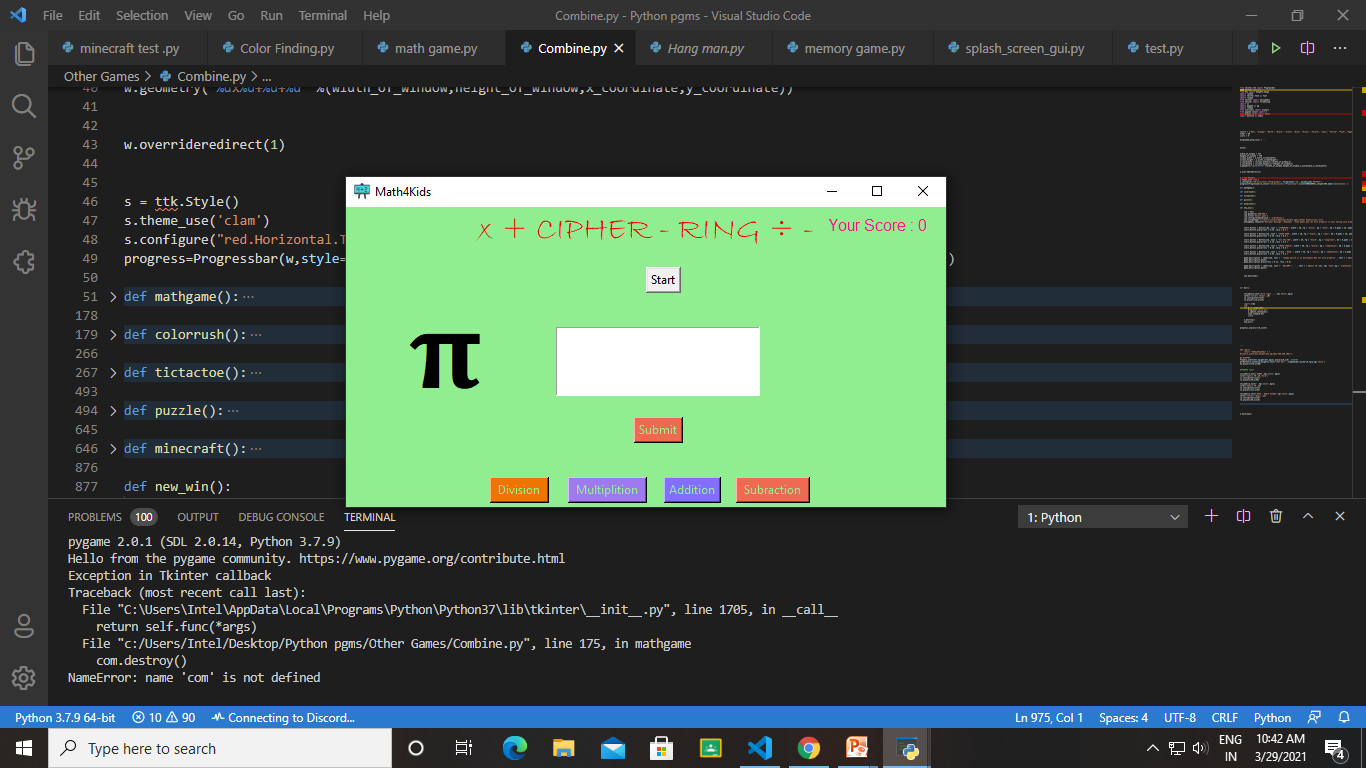 File Edit Selection View Go Run Terminal Help Combine.py - Python pgms - Visual Studio Code
minecraft test .py Color Finding.py math game.py Combine.py Hang man.py memory game.py splash_screen_gui.py test.py
Other Games > Combine.py > ...
40 w.geometry("%dx%d+%d+%d" %(width_of_window,height_of_window,x_coordinate,y_coordinate))
41
42
43 w.overrideredirect(1)
44
45
46 s = ttk.Style()
47 s.theme_use('clam')
48 s.configure("red.Horizontal.T
49 progress=Progressbar(w,style= )
50
51 def mathgame():...
178
179 def colorrush():...
266
267 def tictactoe():...
493
494 def puzzle():...
645
646 def minecraft():...
876
877 def new_win():
Math4Kids
x + CIPHER - RING ÷ -
Your Score : 0
Start
π
Submit
Division Multiplition Addition Subraction
PROBLEMS 100 OUTPUT DEBUG CONSOLE TERMINAL 1: Python
pygame 2.0.1 (SDL 2.0.14, Python 3.7.9)
Hello from the pygame community. https://www.pygame.org/contribute.html
Exception in Tkinter callback
Traceback (most recent call last):
File "C:\Users\Intel\AppData\Local\Programs\Python\Python37\lib\tkinter\__init__.py", line 1705, in __call__
return self.func(*args)
File "c:/Users/Intel/Desktop/Python pgms/Other Games/Combine.py", line 175, in mathgame
com.destroy()
NameError: name 'com' is not defined
Python 3.7.9 64-bit 10 90 Connecting to Discord... Ln 975, Col 1 Spaces: 4 UTF-8 CRLF Python
Type here to search
ENG
IN
10:42 AM
3/29/2021
4